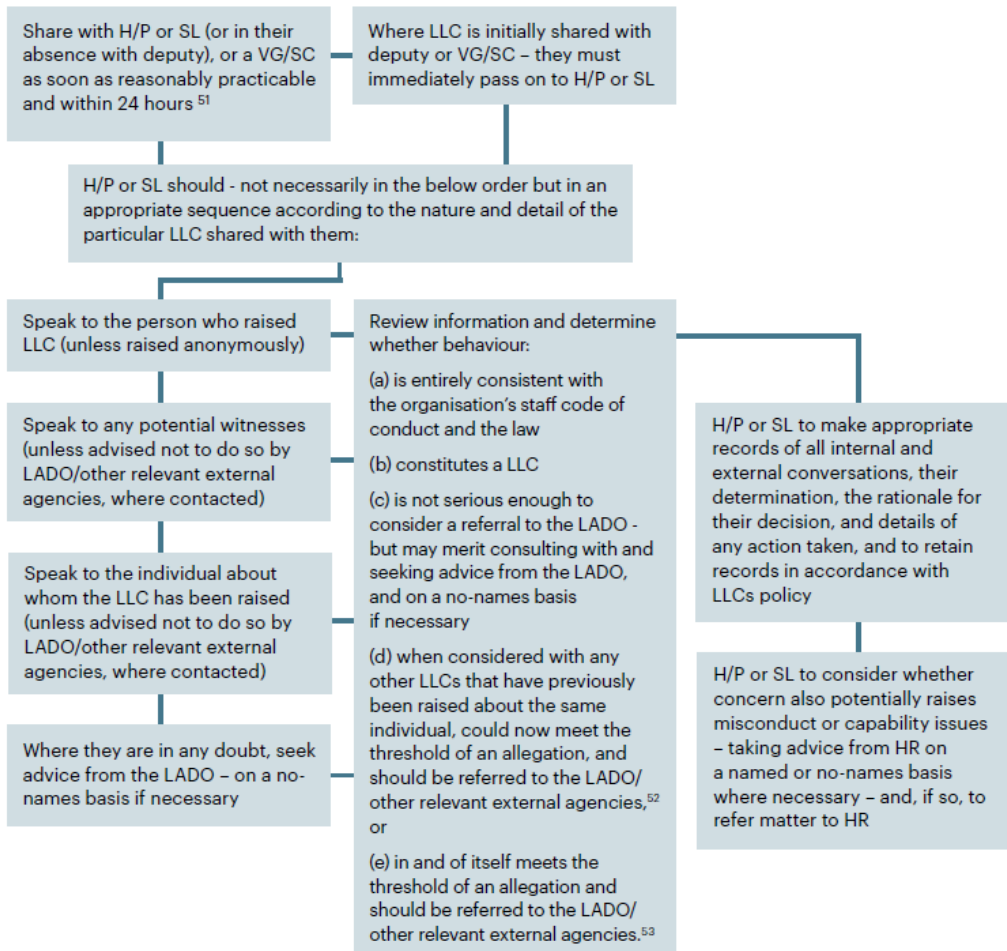 Share with H/P or SL (or in their
absence with deputy), or a VG/SC
as soon as reasonably practicable
and within 24 hours 51
Where LLC is initially shared with
deputy or VG/SC – they must
immediately pass on to H/P or SL
H/P or SL should - not necessarily in the below order but in an
appropriate sequence according to the nature and detail of the
particular LLC shared with them:
Speak to the person who raised
LLC (unless raised anonymously)
Speak to any potential witnesses
(unless advised not to do so by
LADO/other relevant external
agencies, where contacted)
Speak to the individual about
whom the LLC has been raised
(unless advised not to do so by
LADO/other relevant external
agencies, where contacted)
Where they are in any doubt, seek
advice from the LADO – on a no-
names basis if necessary
Review information and determine
whether behaviour:
(a) is entirely consistent with
the organisation’s staff code of
conduct and the law
(b) constitutes a LLC
(c) is not serious enough to
consider a referral to the LADO -
but may merit consulting with and
seeking advice from the LADO,
and on a no-names basis
if necessary
(d) when considered with any
other LLCs that have previously
been raised about the same
individual, could now meet the
threshold of an allegation, and
should be referred to the LADO/
other relevant external agencies,52
or
(e) in and of itself meets the
threshold of an allegation and
should be referred to the LADO/
other relevant external agencies.53
H/P or SL to make appropriate
records of all internal and
external conversations, their
determination, the rationale for
their decision, and details of
any action taken, and to retain
records in accordance with
LLCs policy
H/P or SL to consider whether
concern also potentially raises
misconduct or capability issues
– taking advice from HR on
a named or no-names basis
where necessary – and, if so, to
refer matter to HR